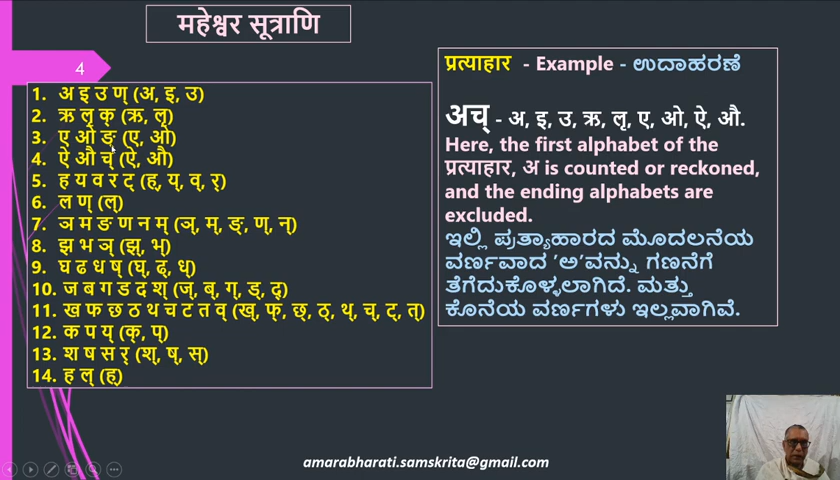 महेश्वर सूत्राणि
4
1. अ इ उ ण् (अ, इ, उ)
2. ऋ लृ क् (ऋ, लृ)
3. ए ओ ङ् (ए, ओ)
4. ऐ औ च् (ऐ, औ)
5. ह य व र ट् (ह्, य्, व्, र्)
6. ल ण् (ल्)
7. ञ म ङ ण न म् (ञ्, म्, ङ्, ण्, न्)
8. झ भ ञ् (झ्, भ्)
9. घ ढ ध ष् (घ्, ढ्, ध्)
10. ज ब ग ड द श् (ज्, ब्, ग्, ड्, द्)
11. ख फ छ ठ थ च ट त व् (ख्, फ्, छ्, ठ्, थ्, च्, ट्, त्)
12. क प य् (क्, प्)
13. श ष स र् (श्, ष्, स्)
14. ह ल् (ह्)
प्रत्याहार - Example - ಉದಾಹರಣೆ
अच् - अ, इ, उ, ऋ, लृ, ए, ओ, ऐ, औ.
Here, the first alphabet of the
प्रत्याहार, अ is counted or reckoned,
and the ending alphabets are
excluded.
ಇಲ್ಲಿ ಪ್ರತ್ಯಾಹಾರದ ಮೊದಲನೆಯ
ವರ್ಣವಾದ 'ಅ'ವನ್ನು ಗಣನೆಗೆ
ತೆಗೆದುಕೊಳ್ಳಲಾಗಿದೆ. ಮತ್ತು
ಕೊನೆಯ ವರ್ಣಗಳು ಇಲ್ಲವಾಗಿವೆ.
amarabharati.samskrita@gmail.com